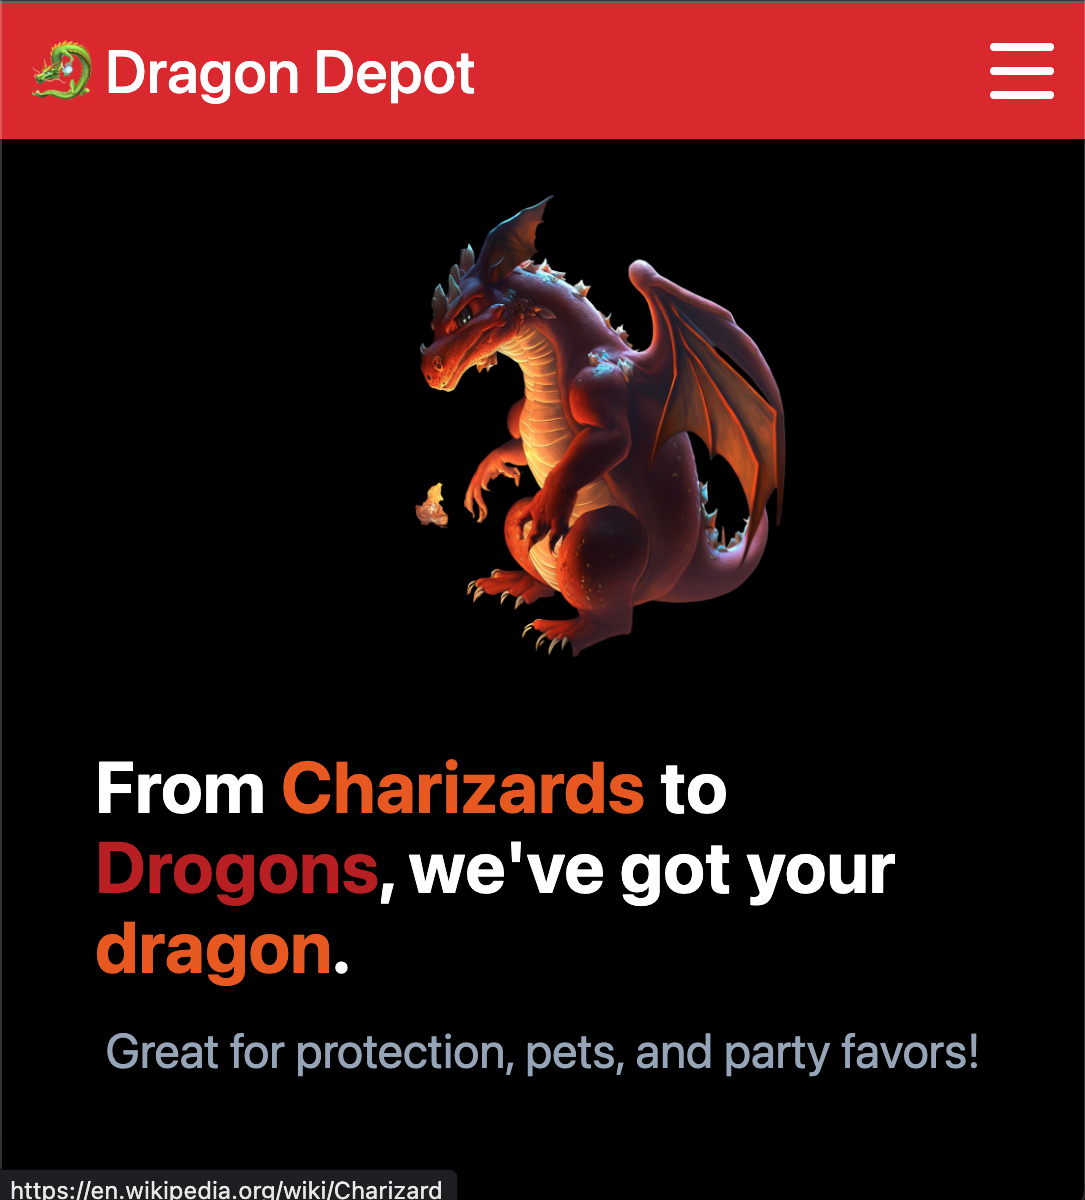 Dragon Depot
From Charizards to
Drogons, we've got your
dragon.
Great for protection, pets, and party favors!
https://en.wikipedia.org/wiki/Charizard